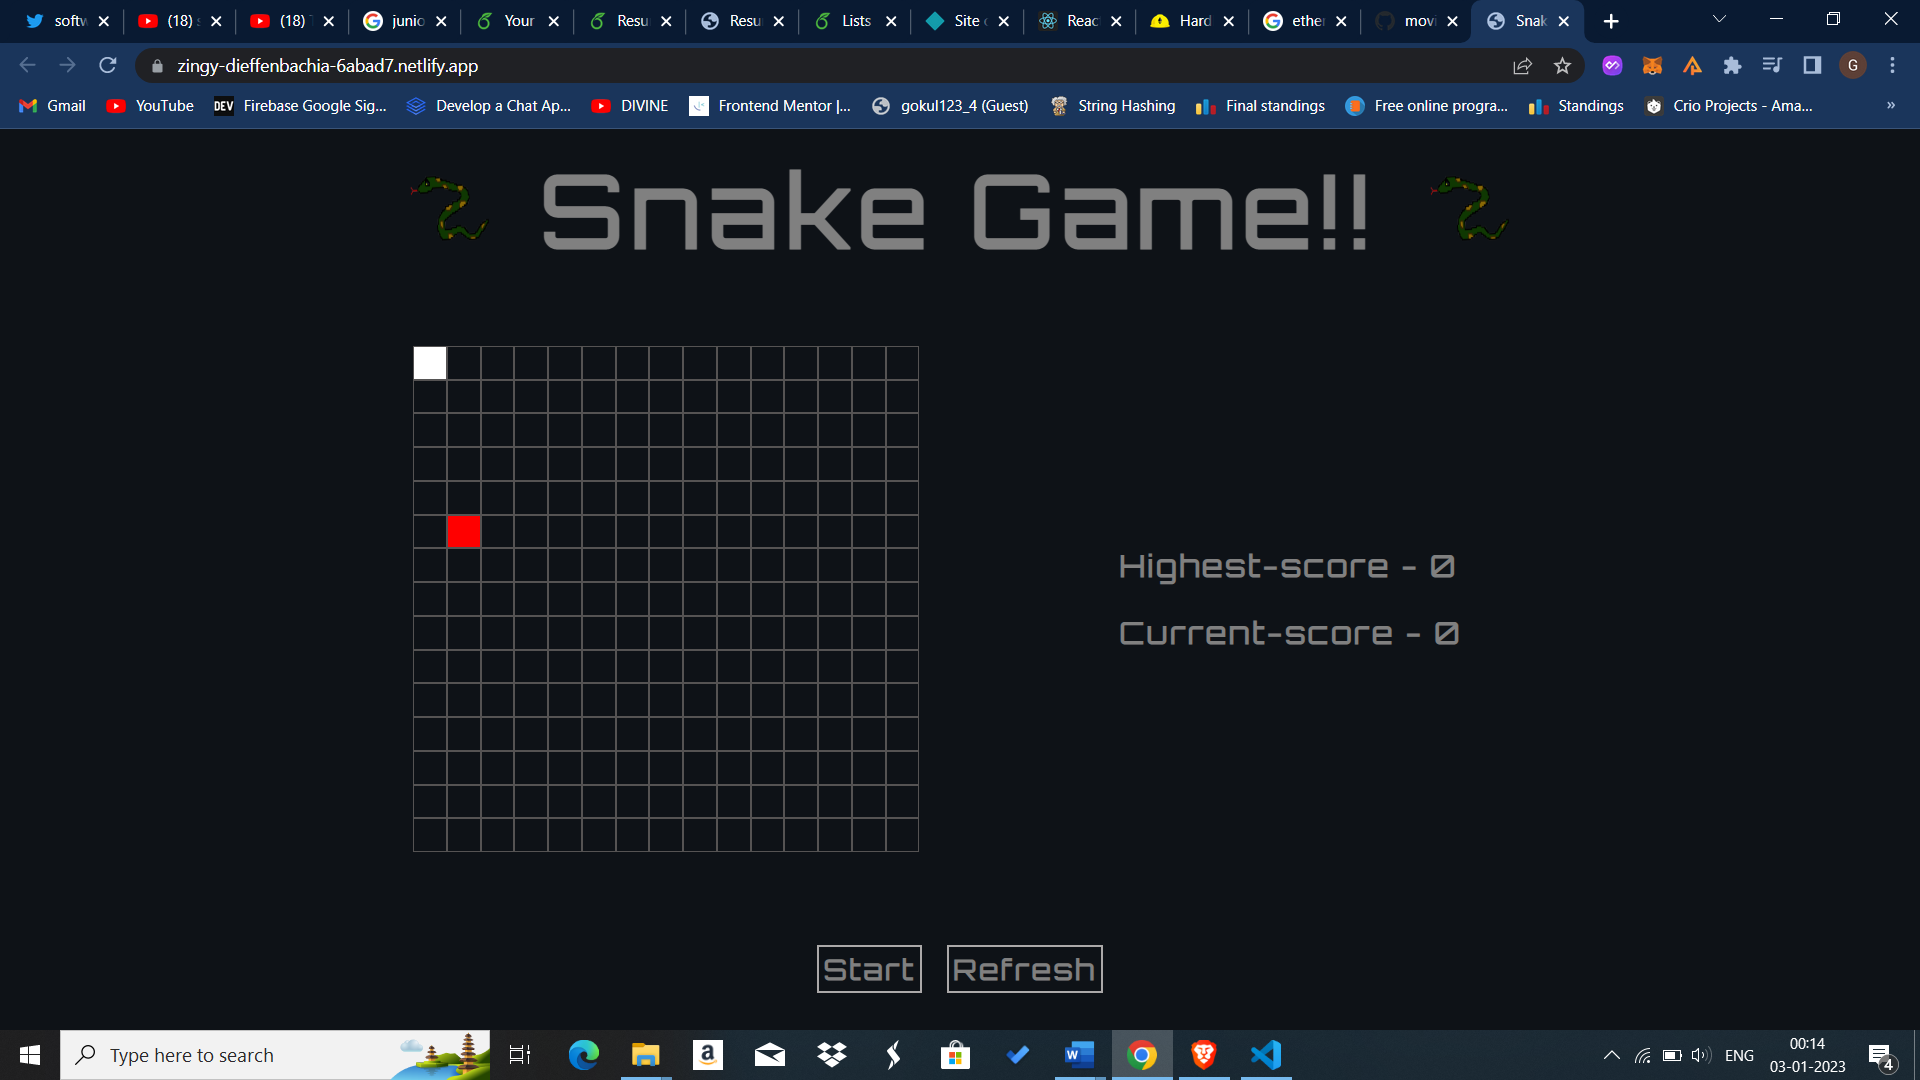 softw
(18) s
(18) T
junio
Your
Resu
Resu
Lists
Site
Reac
Hard
ether
movi
Snak
zingy-dieffenbachia-6abad7.netlify.app
G
Gmail
YouTube
DEV
Firebase Google Sig...
Develop a Chat Ap...
DIVINE
Frontend Mentor |...
gokul123_4 (Guest)
String Hashing
Final standings
Free online progra...
Standings
Crio Projects - Ama...
»
Snake Game!!
Highest-score - 0
Current-score - 0
Start
Refresh
Type here to search
ENG
00:14
03-01-2023
4